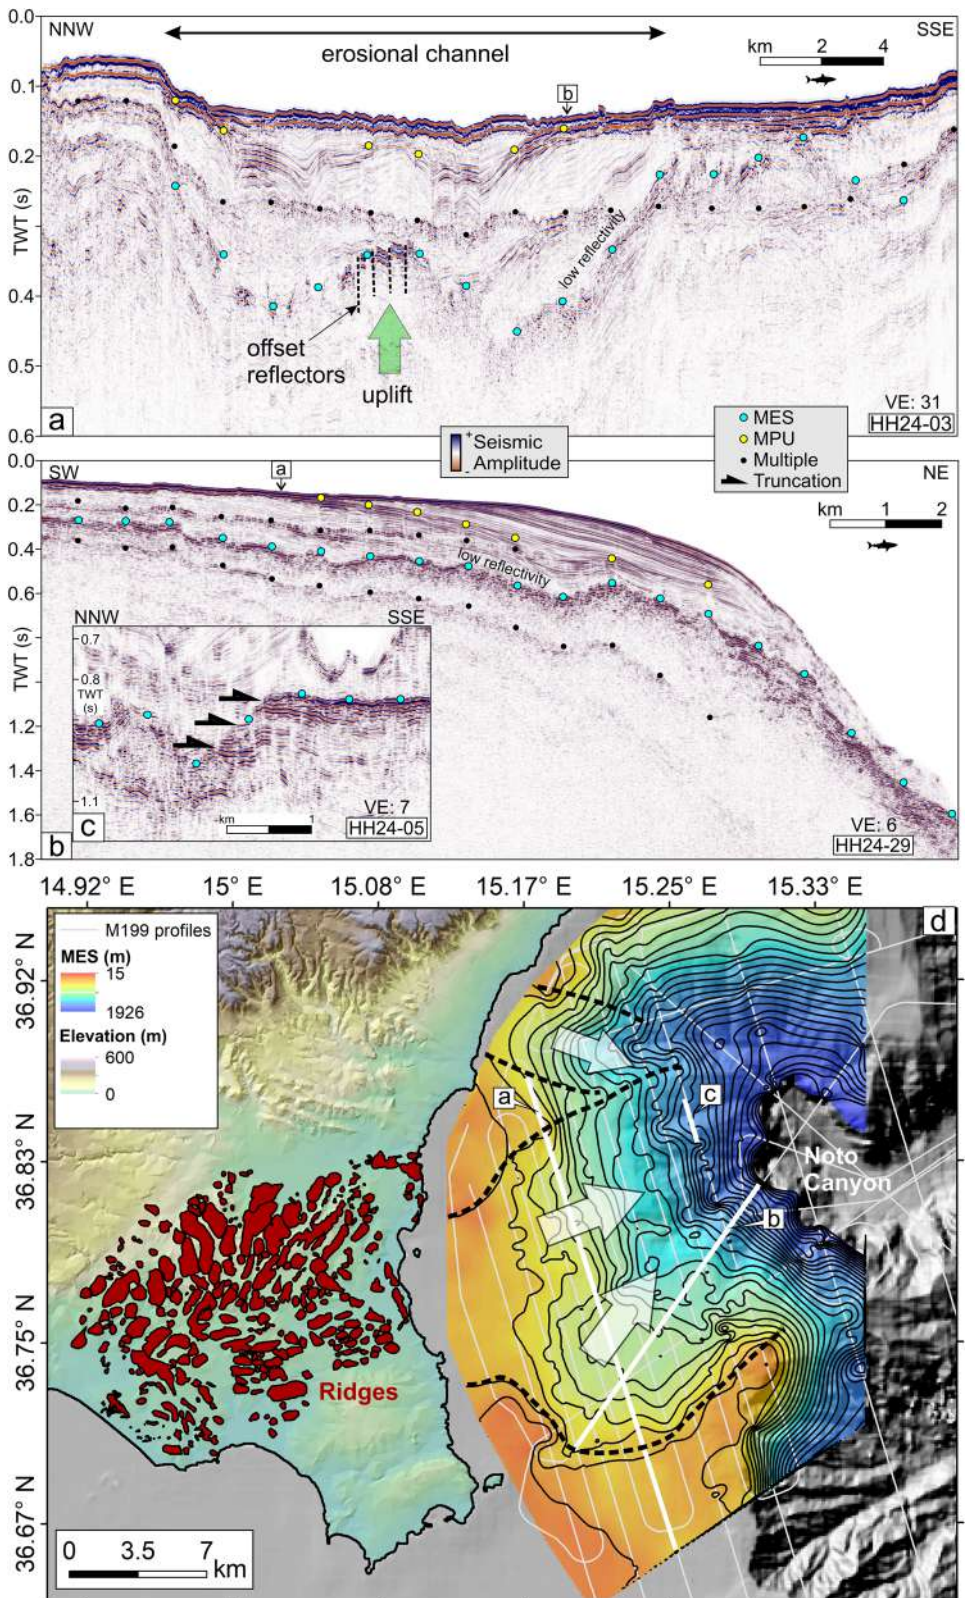 0.0
NNW
SSE
erosional channel
km
2
4
0.1
b
0.2
TWT (s)
0.3
low reflectivity
0.4
offset
reflectors
uplift
0.5
VE: 31
a
HH24-03
0.6
+ Seismic
- Amplitude
MES
MPU
Multiple
Truncation
0.0
SW
a
NE
0.2
km
1
2
0.4
low reflectivity
0.6
NNW
SSE
0.7
TWT (s)
0.8
TWT
(s)
1.2
1.4
1.1
VE: 7
km
1
HH24-05
1.6
b
c
VE: 6
HH24-29
1.8
14.92° E
15° E
15.08° E
15.17° E
15.25° E
15.33° E
d
M199 profiles
MES (m)
15
1926
Elevation (m)
600
0
36.92° N
a
c
36.83° N
Noto
Canyon
b
36.75° N
Ridges
36.67° N
0
3.5
7
km